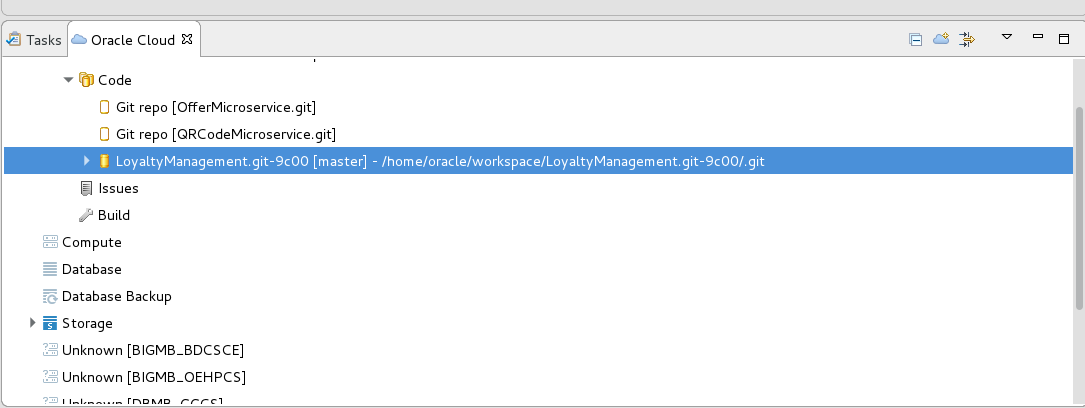 Tasks Oracle Cloud
Code
Git repo [OfferMicroservice.git]
Git repo [QRCodeMicroservice.git]
LoyaltyManagement.git-9c00 [master] - /home/oracle/workspace/LoyaltyManagement.git-9c00/.git
Issues
Build
Compute
Database
Database Backup
Storage
Unknown [BIGMB_BDCSCE]
Unknown [BIGMB_OEHPCS]
Unknown